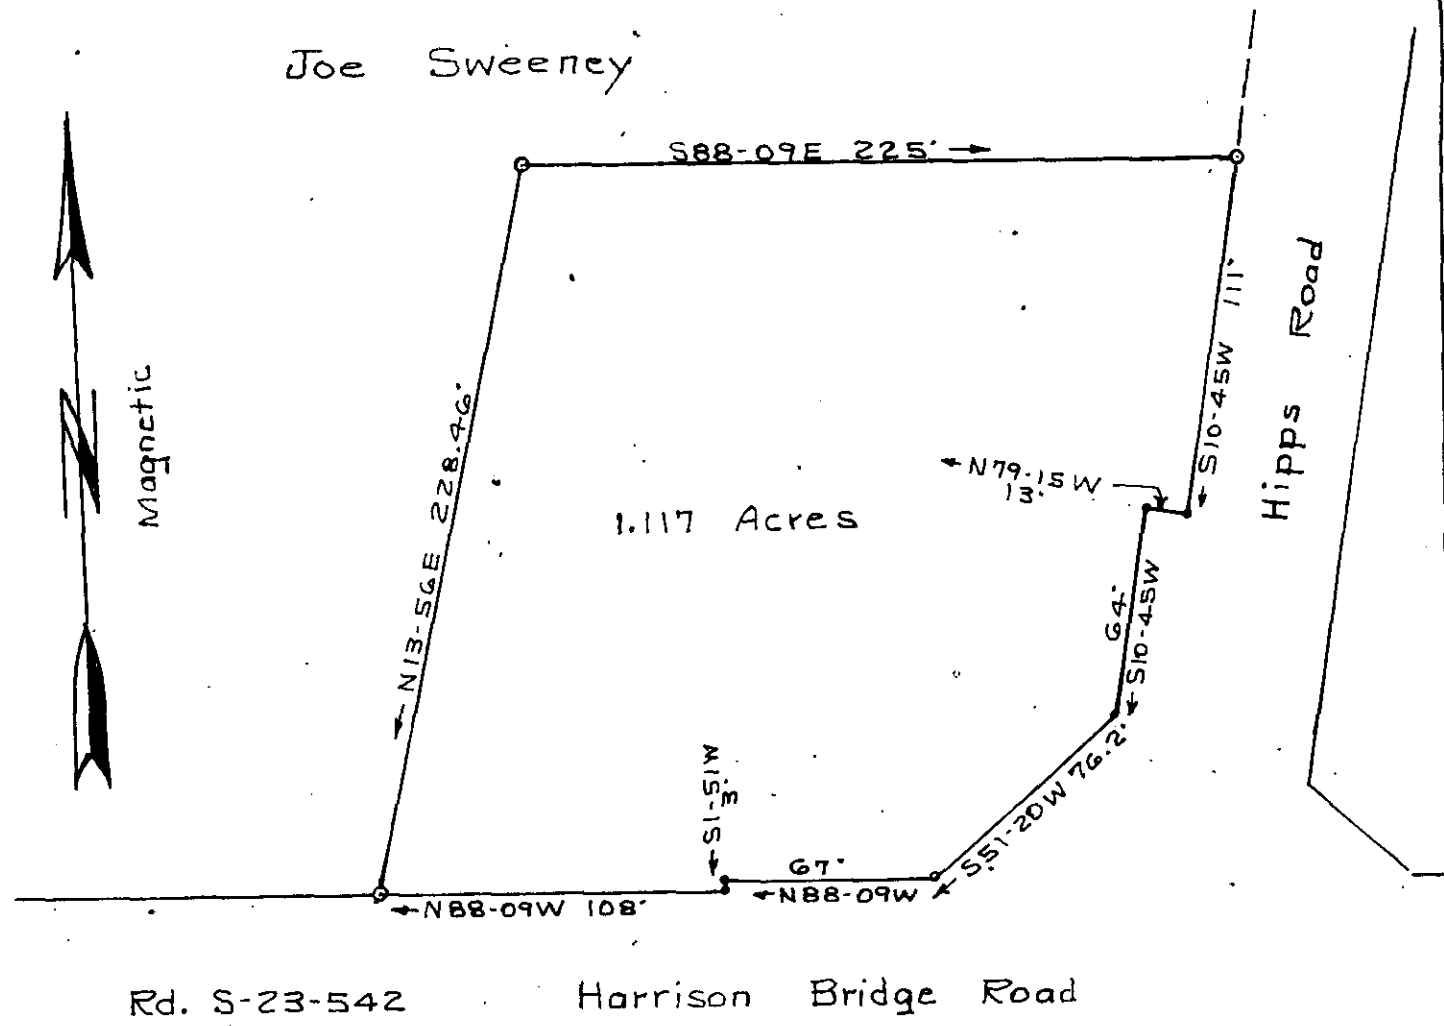 Joe Sweeney
S88-09E 225'
S10-45W 111'
Hipps Road
N
Magnetic
N13-56E 228.46'
N79-15W
13'
1.117 Acres
64'
S10-45W
S51-20W 76.2'
S1-51W
3'
67'
N88-09W
N88-09W 108'
Rd. S-23-542 Harrison Bridge Road